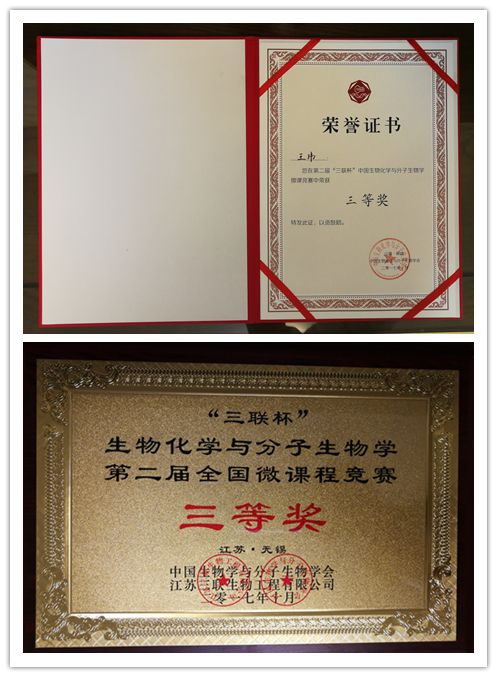 荣誉证书
王巾:
您在第二届“三联杯”中国生物化学与分子生物学
微课竞赛中荣获
三等奖
特发此证，以资鼓励。
“三联杯”
生物化学与分子生物学
第二届全国微课程竞赛
三等奖
江苏·无锡
中国生物学与分子生物学会
江苏三联生物工程有限公司
二零一七年十月